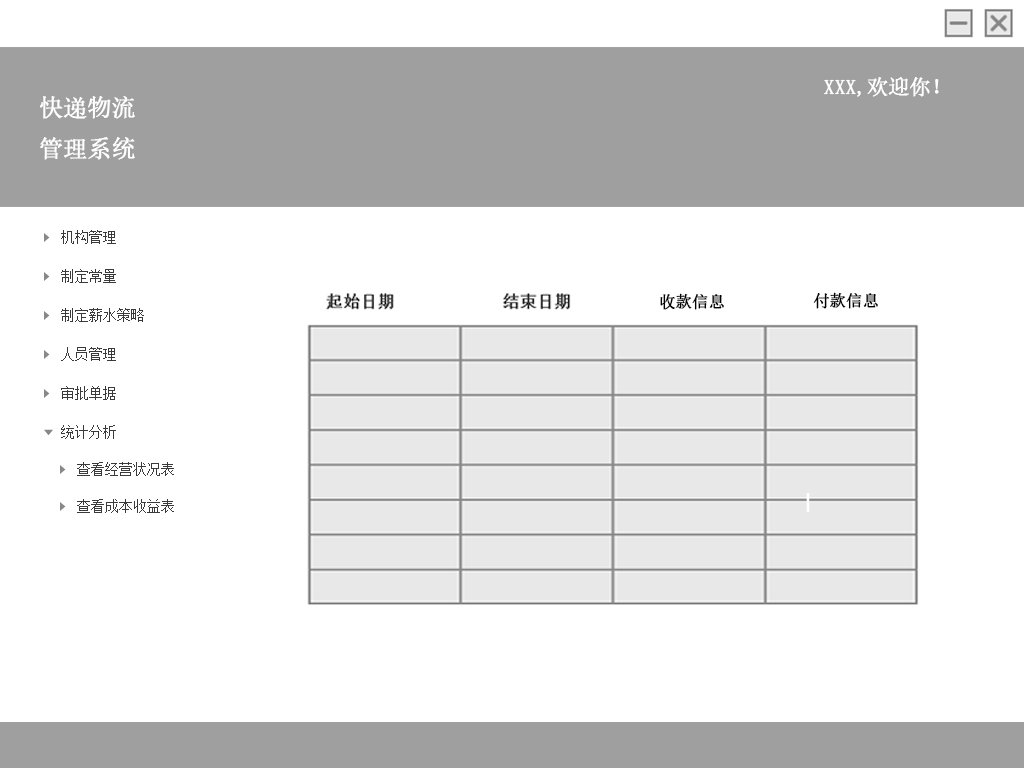 XXX,欢迎你！
快递物流
管理系统
机构管理
制定常量
制定薪水策略
人员管理
审批单据
统计分析
查看经营状况表
查看成本收益表
起始日期 结束日期 收款信息 付款信息